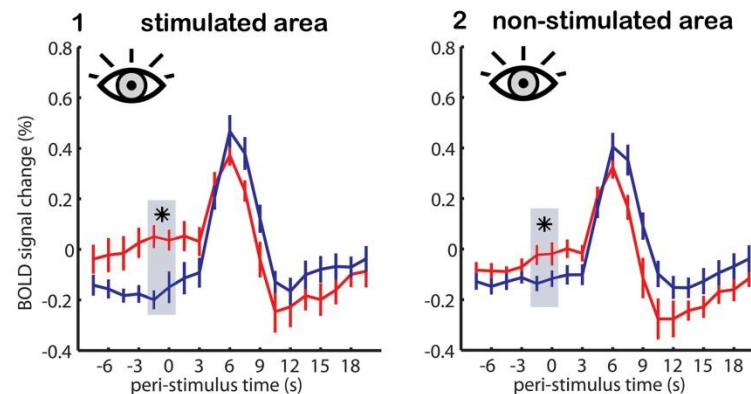 1 stimulated area
0.8
0.6
0.4
0.2
0
-0.2
-0.4
BOLD signal change (%)
*
-6 -3 0 3 6 9 12 15 18
peri-stimulus time (s)
2 non-stimulated area
0.8
0.6
0.4
0.2
0
-0.2
-0.4
*
-6 -3 0 3 6 9 12 15 18
peri-stimulus time (s)